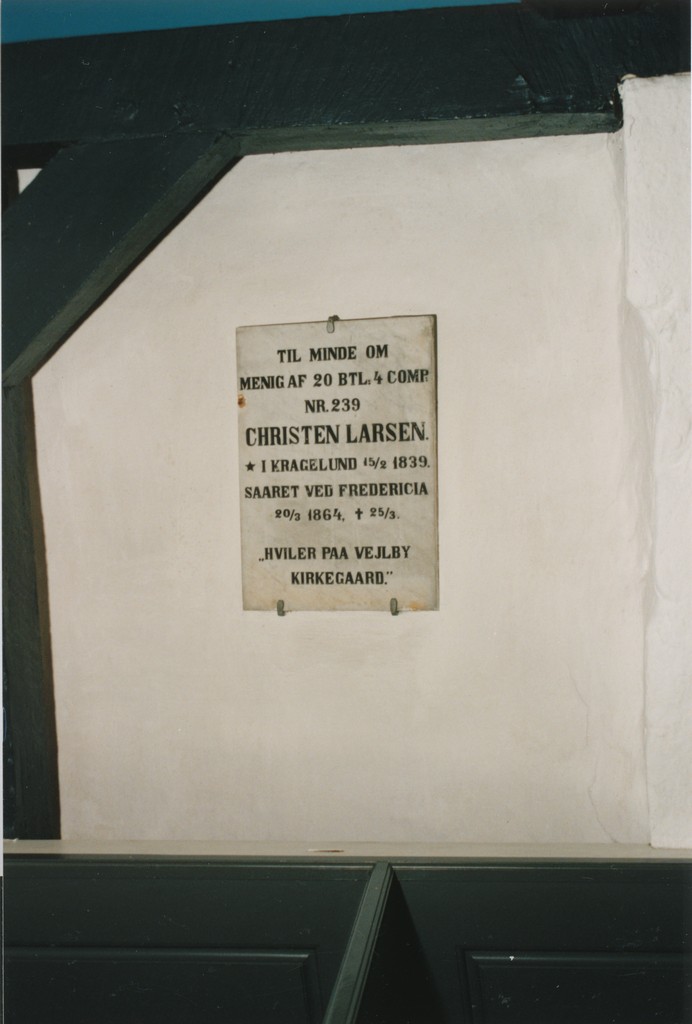 TIL MINDE OM
MENIG AF 20 BTL. 4 COMP
NR. 239
CHRISTEN LARSEN.
★ I KRAGELUND 15/2 1839.
SAARET VED FREDERICIA
20/3 1864, ✝ 25/3.
„HVILER PAA VEJLBY
KIRKEGAARD.”